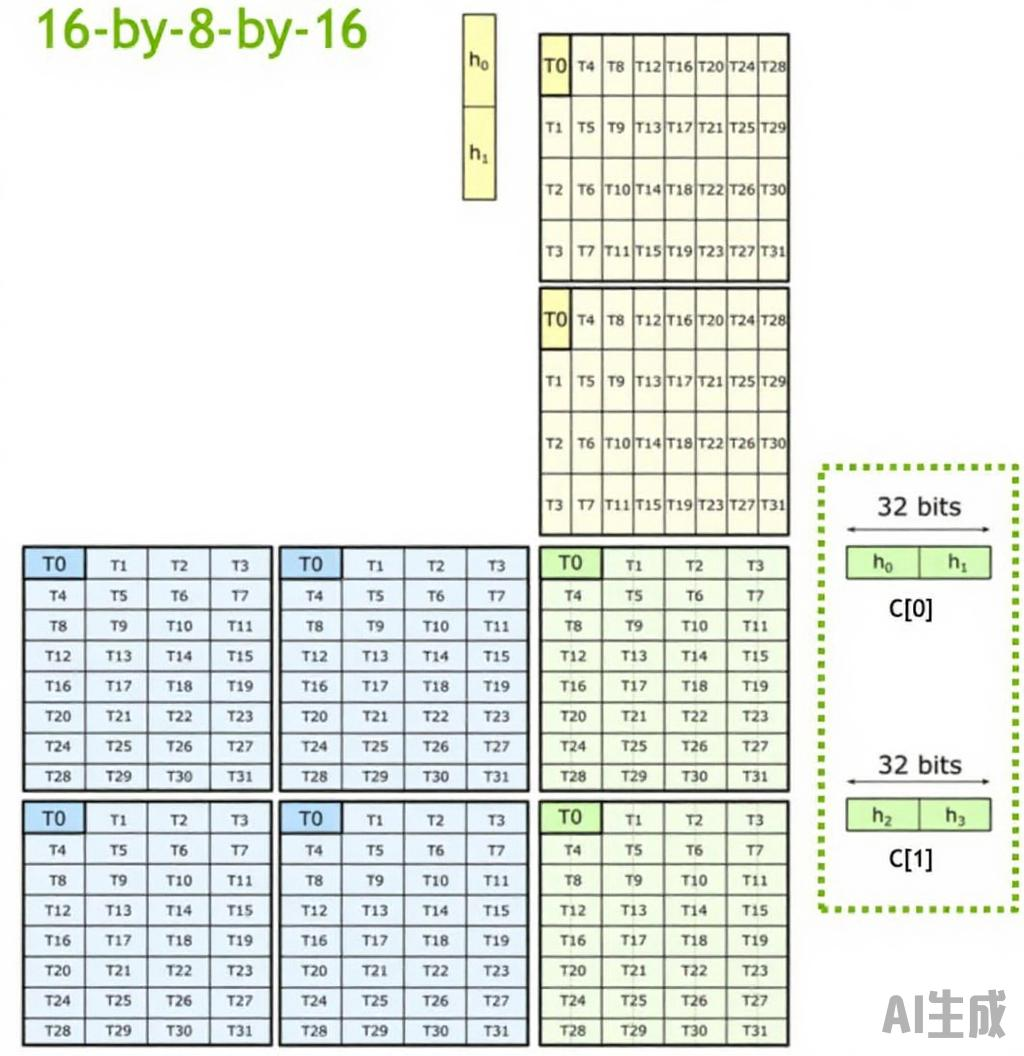 16-by-8-by-16
h₀
h₁
T0 T4 T8 T12 T16 T20 T24 T28
T1 T5 T9 T13 T17 T21 T25 T29
T2 T6 T10 T14 T18 T22 T26 T30
T3 T7 T11 T15 T19 T23 T27 T31
T0 T4 T8 T12 T16 T20 T24 T28
T1 T5 T9 T13 T17 T21 T25 T29
T2 T6 T10 T14 T18 T22 T26 T30
T3 T7 T11 T15 T19 T23 T27 T31
T0 T1 T2 T3
T4 T5 T6 T7
T8 T9 T10 T11
T12 T13 T14 T15
T16 T17 T18 T19
T20 T21 T22 T23
T24 T25 T26 T27
T28 T29 T30 T31
T0 T1 T2 T3
T4 T5 T6 T7
T8 T9 T10 T11
T12 T13 T14 T15
T16 T17 T18 T19
T20 T21 T22 T23
T24 T25 T26 T27
T28 T29 T30 T31
T0 T1 T2 T3
T4 T5 T6 T7
T8 T9 T10 T11
T12 T13 T14 T15
T16 T17 T18 T19
T20 T21 T22 T23
T24 T25 T26 T27
T28 T29 T30 T31
32 bits
h₀ h₁
C[0]
T0 T1 T2 T3
T4 T5 T6 T7
T8 T9 T10 T11
T12 T13 T14 T15
T16 T17 T18 T19
T20 T21 T22 T23
T24 T25 T26 T27
T28 T29 T30 T31
T0 T1 T2 T3
T4 T5 T6 T7
T8 T9 T10 T11
T12 T13 T14 T15
T16 T17 T18 T19
T20 T21 T22 T23
T24 T25 T26 T27
T28 T29 T30 T31
T0 T1 T2 T3
T4 T5 T6 T7
T8 T9 T10 T11
T12 T13 T14 T15
T16 T17 T18 T19
T20 T21 T22 T23
T24 T25 T26 T27
T28 T29 T30 T31
32 bits
h₂ h₃
C[1]
AI生成